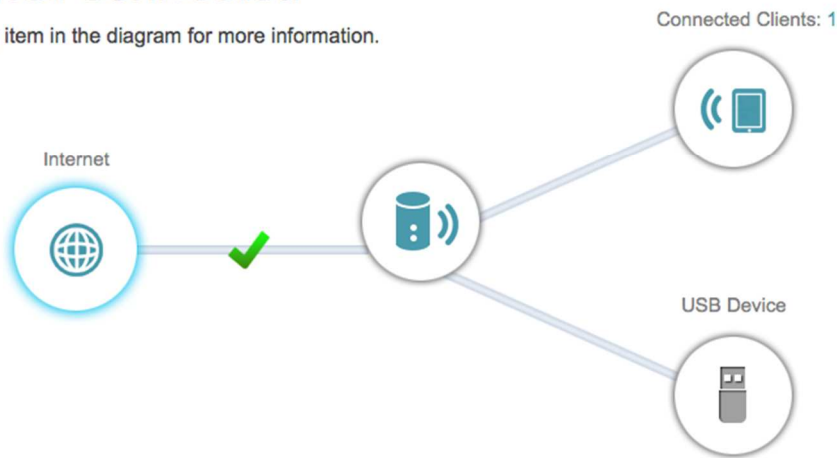 Connected Clients: 1
item in the diagram for more information.
Internet
USB Device